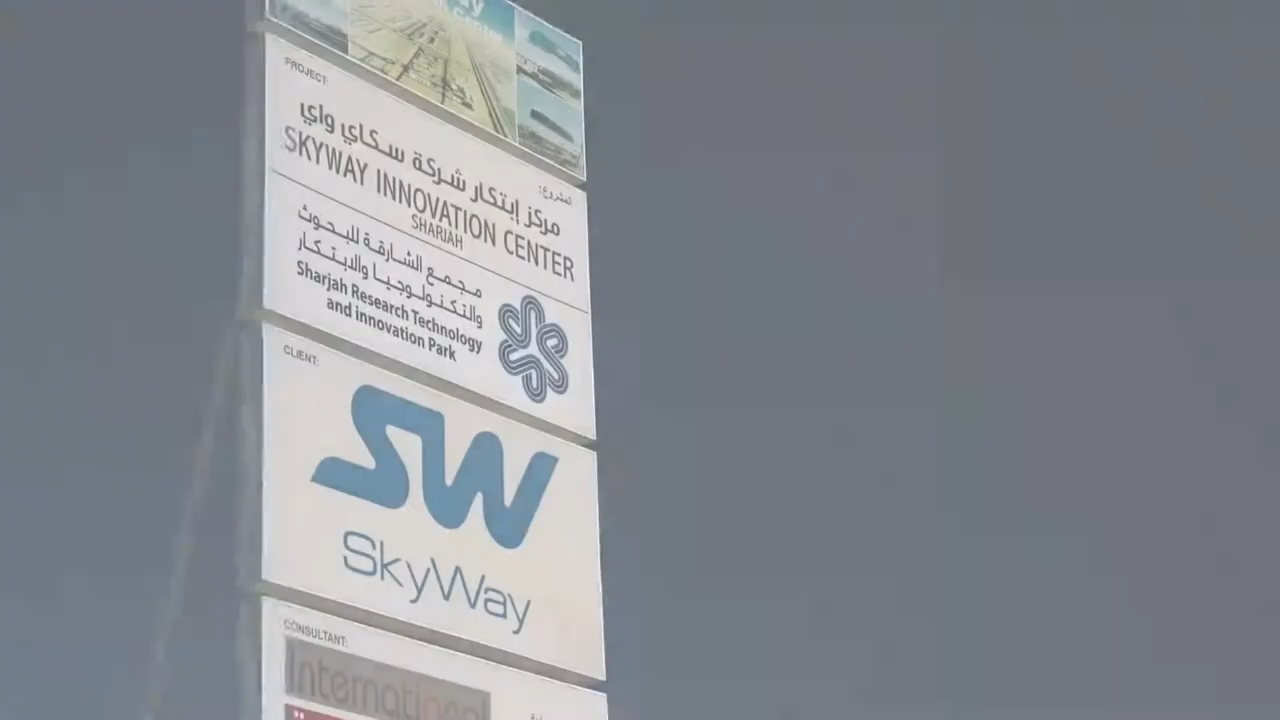 PROJECT:
المشروع:
مركز إبتكار شركة سكاي واي
SKYWAY INNOVATION CENTER
SHARJAH
مجمع الشارقة للبحوث
والتكنولوجيا والابتكار
Sharjah Research Technology
and innovation Park
CLIENT:
SW
SkyWay
CONSULTANT:
International